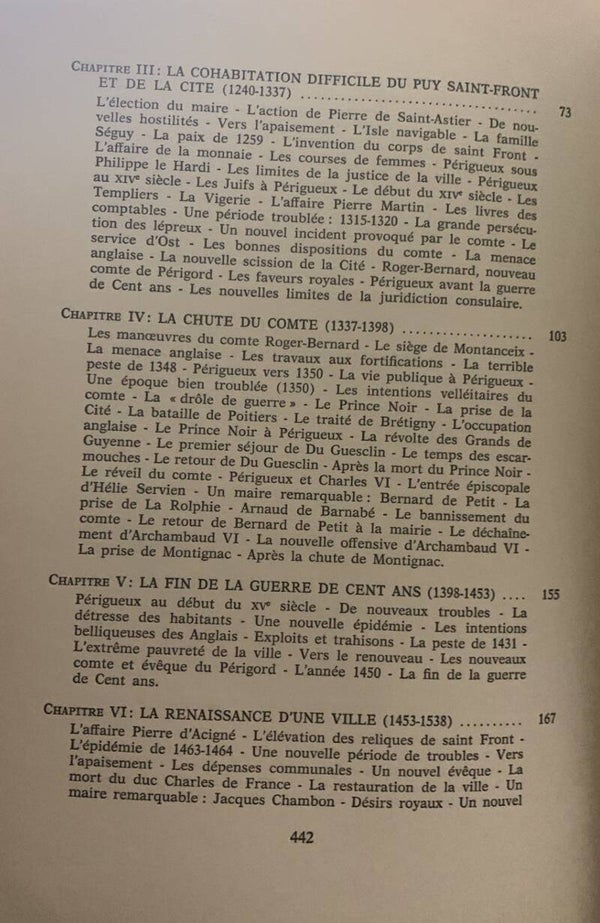 CHAPITRE III : LA COHABITATION DIFFICILE DU PUY SAINT-FRONT
ET DE LA CITE (1240-1337) .................................. 73
L'élection du maire - L'action de Pierre de Saint-Astier - De nou-
velles hostilités - Vers l'apaisement - L'Isle navigable - La famille
Séguy - La paix de 1259 - L'invention du corps de saint Front -
L'affaire de la monnaie - Les courses de femmes - Périgueux sous
Philippe le Hardi - Les limites de la justice de la ville - Périgueux
au XIVe siècle - Les Juifs à Périgueux - Le début du XIVe siècle - Les
Templiers - La Vigerie - L'affaire Pierre Martin - Les livres des
comptables - Une période troublée : 1315-1320 - La grande persécu-
tion des lépreux - Un nouvel incident provoqué par le comte - Le
service d'Ost - Les bonnes dispositions du comte - La menace
anglaise - La nouvelle scission de la Cité - Roger-Bernard, nouveau
comte de Périgord - Les faveurs royales - Périgueux avant la guerre
de Cent ans - Les nouvelles limites de la juridiction consulaire.
CHAPITRE IV : LA CHUTE DU COMTE (1337-1398) .................... 103
Les manœuvres du comte Roger-Bernard - Le siège de Montanceix -
La menace anglaise - Les travaux aux fortifications - La terrible
peste de 1348 - Périgueux vers 1350 - La vie publique à Périgueux -
Une époque bien troublée (1350) - Les intentions velléitaires du
comte - La « drôle de guerre » - Le Prince Noir - La prise de la
Cité - La bataille de Poitiers - Le traité de Brétigny - L'occupation
anglaise - Le Prince Noir à Périgueux - La révolte des Grands de
Guyenne - Le premier séjour de Du Guesclin - Le temps des escar-
mouches - Le retour de Du Guesclin - Après la mort du Prince Noir -
Le réveil du comte - Périgueux et Charles VI - L'entrée épiscopale
d'Hélie Servien - Un maire remarquable : Bernard de Petit - La
prise de La Rolphie - Arnaud de Barnabé - Le bannissement du
comte - Le retour de Bernard de Petit à la mairie - Le déchaîne-
ment d'Archambaud VI - La nouvelle offensive d'Archambaud VI -
La prise de Montignac - Après la chute de Montignac.
CHAPITRE V : LA FIN DE LA GUERRE DE CENT ANS (1398-1453) .... 155
Périgueux au début du XVe siècle - De nouveaux troubles - La
détresse des habitants - Une nouvelle épidémie - Les intentions
belliqueuses des Anglais - Exploits et trahisons - La peste de 1431 -
L'extrême pauvreté de la ville - Vers le renouveau - Les nouveaux
comte et évêque du Périgord - L'année 1450 - La fin de la guerre
de Cent ans.
CHAPITRE VI : LA RENAISSANCE D'UNE VILLE (1453-1538) .......... 167
L'affaire Pierre d'Acigné - L'élévation des reliques de saint Front -
L'épidémie de 1463-1464 - Une nouvelle période de troubles - Vers
l'apaisement - Les dépenses communales - Un nouvel évêque - La
mort du duc Charles de France - La restauration de la ville - Un
maire remarquable : Jacques Chambon - Désirs royaux - Un nouvel
442